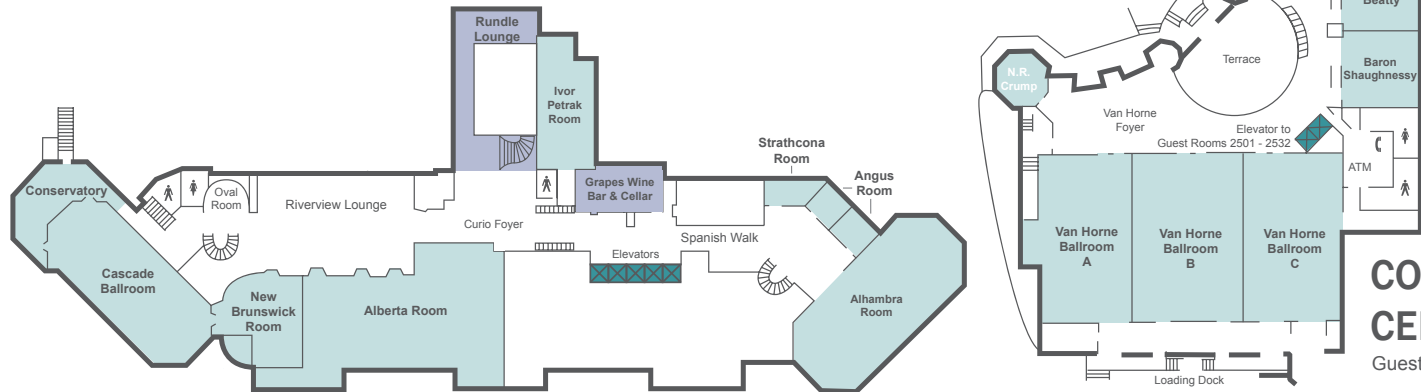 Rundle
Lounge
Ivor
Petrak
Room
Strathcona
Room
Angus
Room
Conservatory
Oval
Room
Riverview Lounge
Grapes Wine
Bar & Cellar
Curio Foyer
Spanish Walk
Elevators
Cascade
Ballroom
New
Brunswick
Room
Alberta Room
Alhambra
Room
Beatty
Baron
Shaughnessy
Terrace
N.R.
Crump
Van Horne
Foyer
Elevator to
Guest Rooms 2501 - 2532
ATM
Van Horne
Ballroom
A
Van Horne
Ballroom
B
Van Horne
Ballroom
C
Loading Dock
CO
CE
Guest